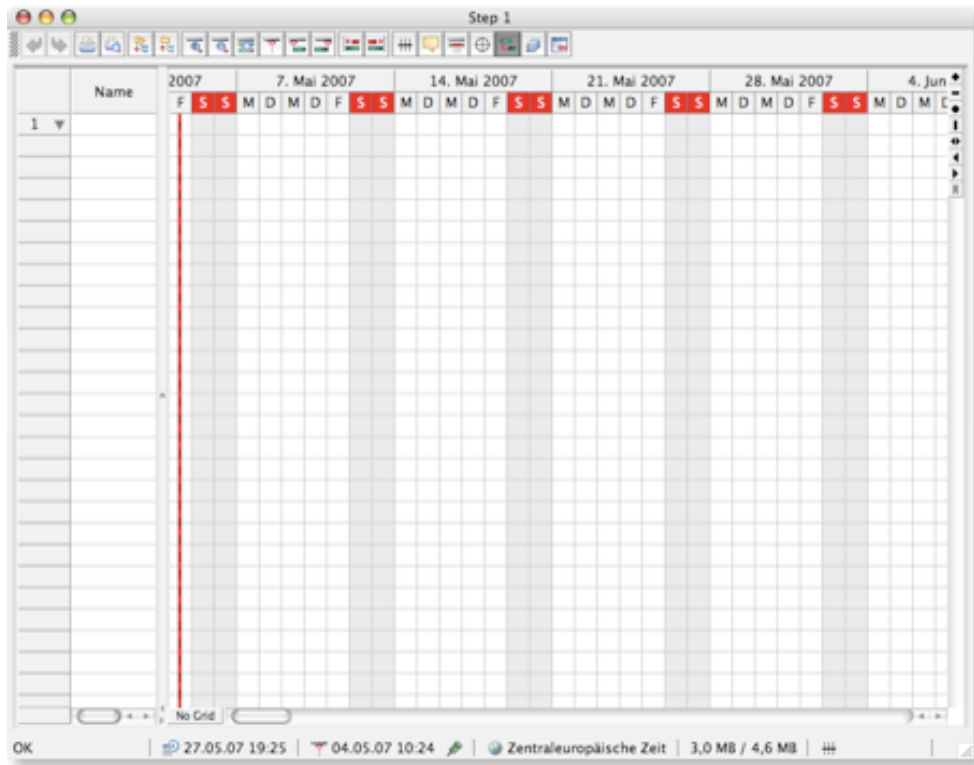 Step 1
Name
2007 7. Mai 2007 14. Mai 2007 21. Mai 2007 28. Mai 2007 4. Jun
F S S M D M D F S S M D M D F S S M D M D F S S M D M D F S S M D M D
1
No Grid
OK 27.05.07 19:25 04.05.07 10:24 Zentraleuropäische Zeit 3,0 MB / 4,6 MB